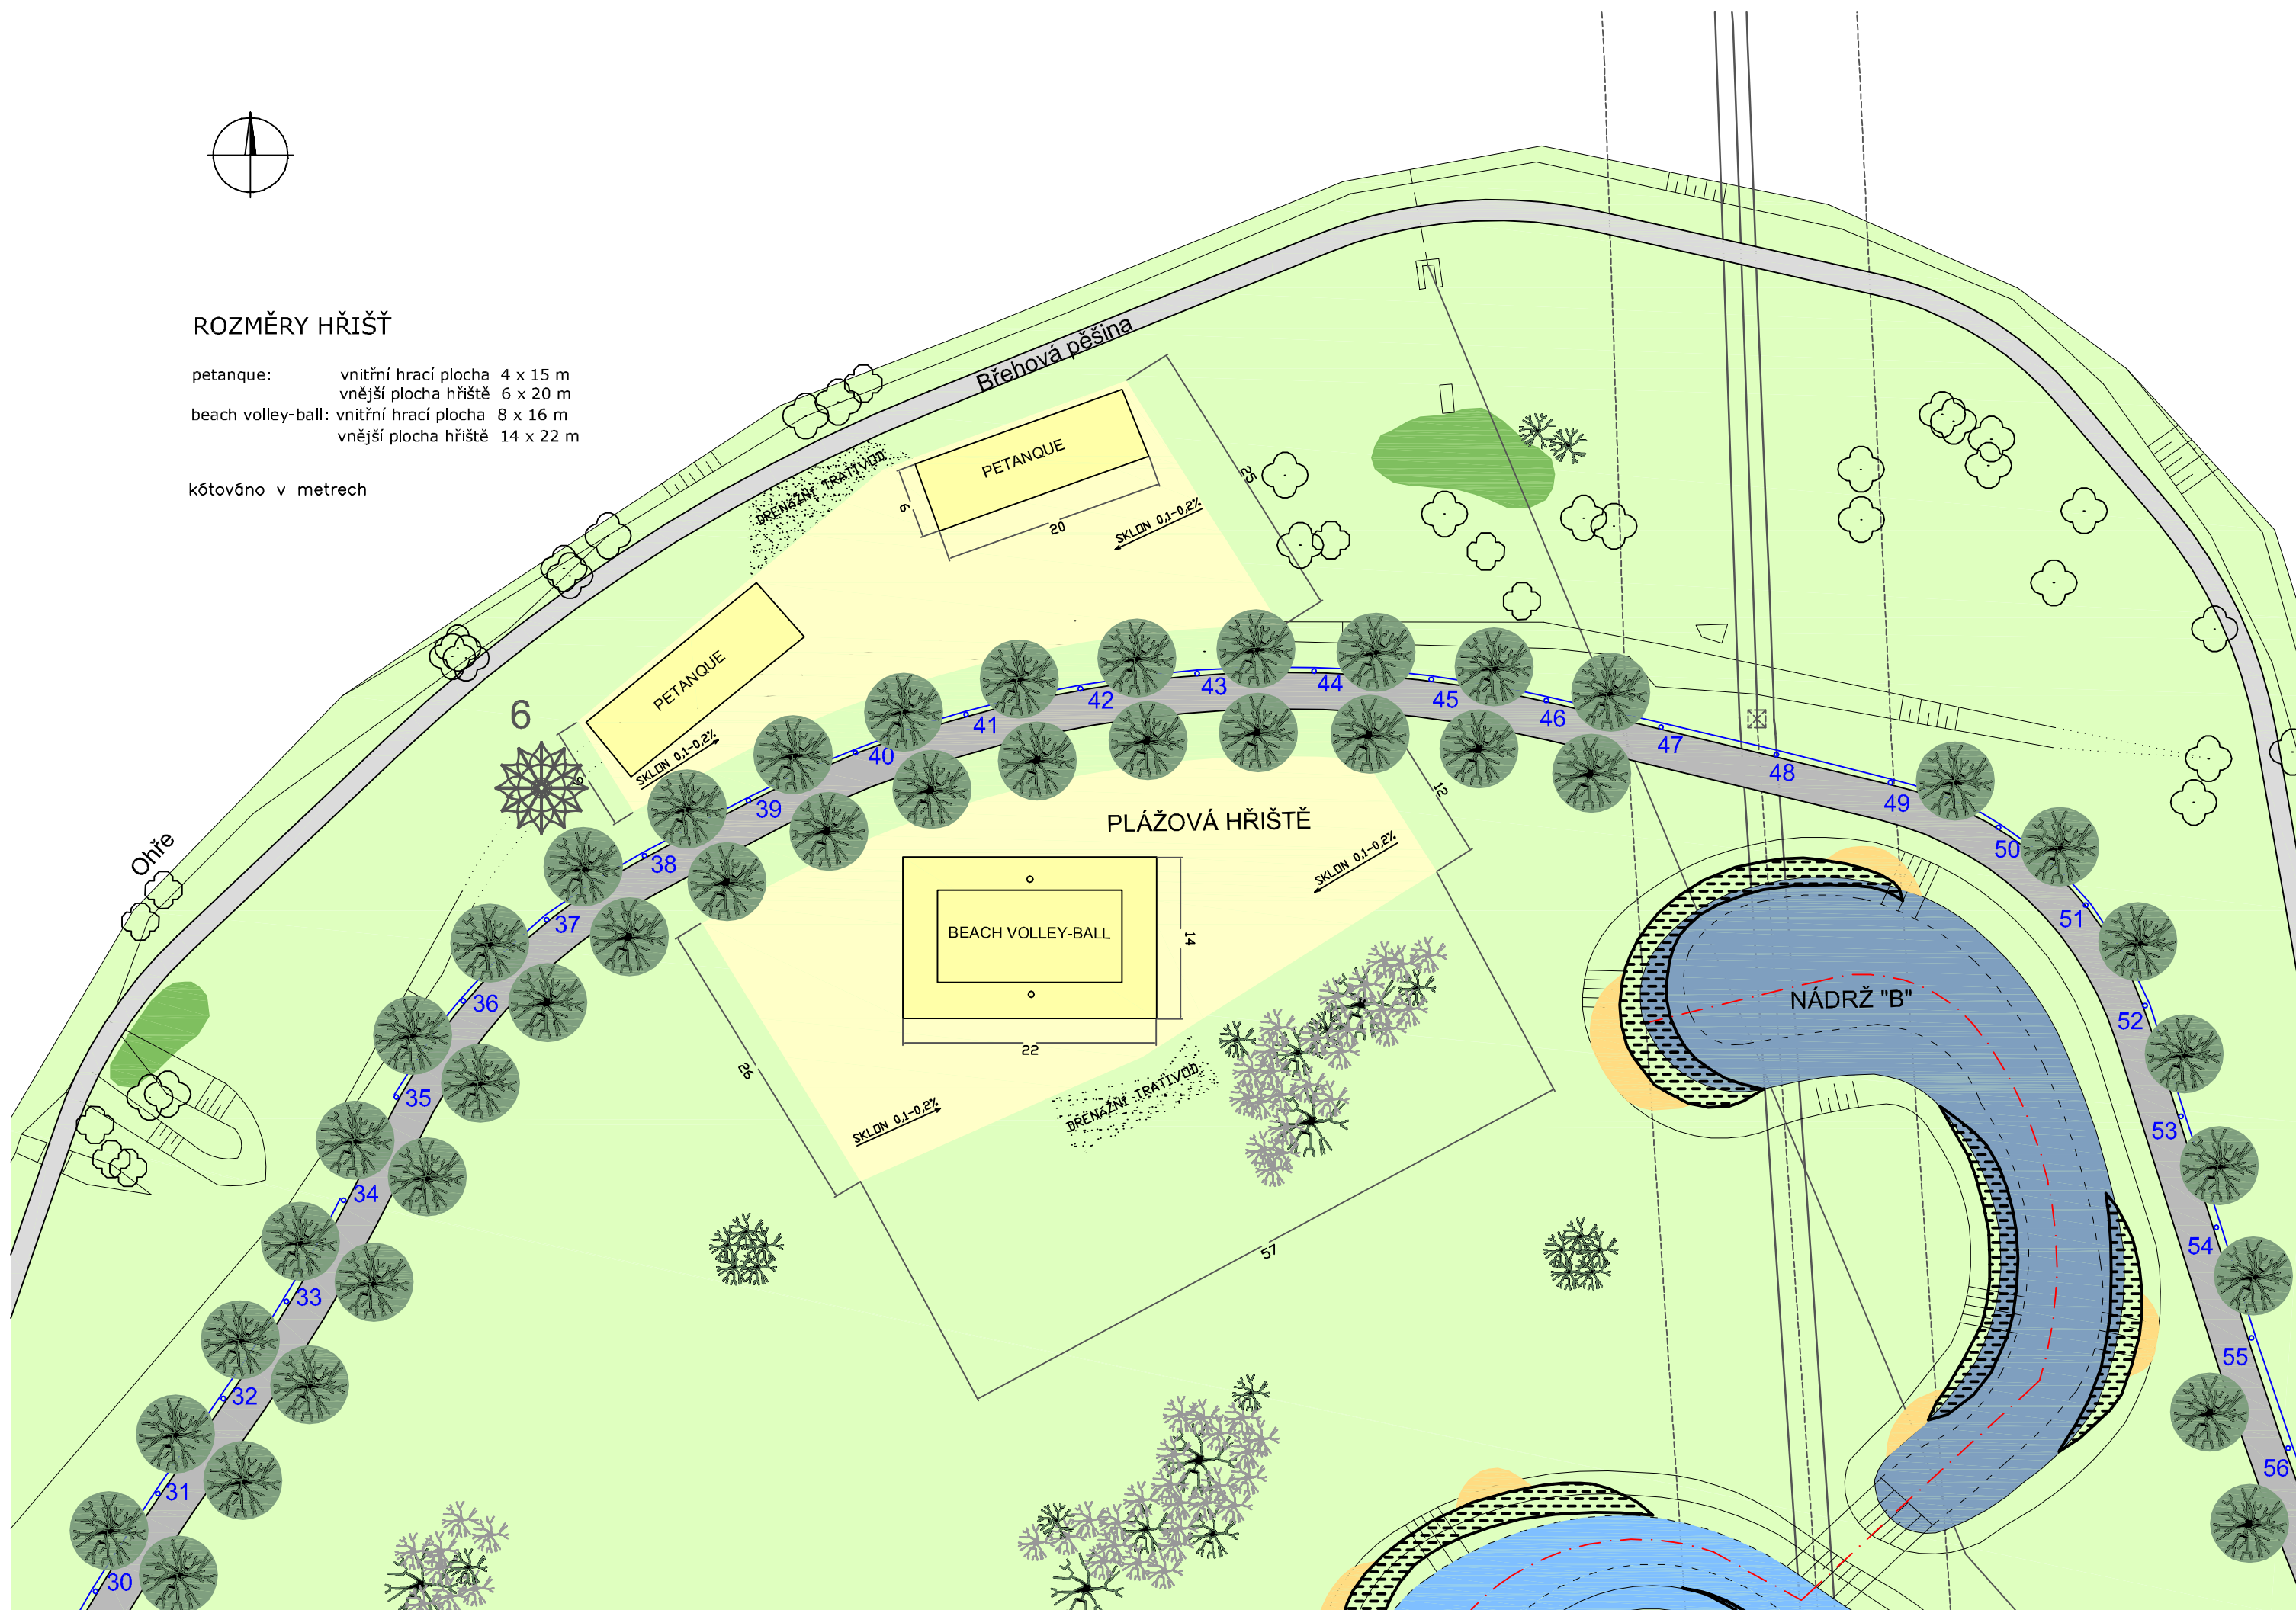 ROZMĚRY HŘIŠŤ
petanque: vnitřní hrací plocha 4 x 15 m
vnější plocha hřiště 6 x 20 m
beach volley-ball: vnitřní hrací plocha 8 x 16 m
vnější plocha hřiště 14 x 22 m
kótováno v metrech
Břehová pěšina
DRENÁŽNÍ TRATIVOD
PETANQUE
6
20
25
SKLON 0,1-0,2%
PETANQUE
6
9
SKLON 0,1-0,2%
Ohře
PLÁŽOVÁ HŘIŠTĚ
12
SKLON 0,1-0,2%
BEACH VOLLEY-BALL
14
22
26
SKLON 0,1-0,2%
DRENÁŽNÍ TRATIVOD
57
NÁDRŽ "B"
30
31
32
33
34
35
36
37
38
39
40
41
42
43
44
45
46
47
48
49
50
51
52
53
54
55
56